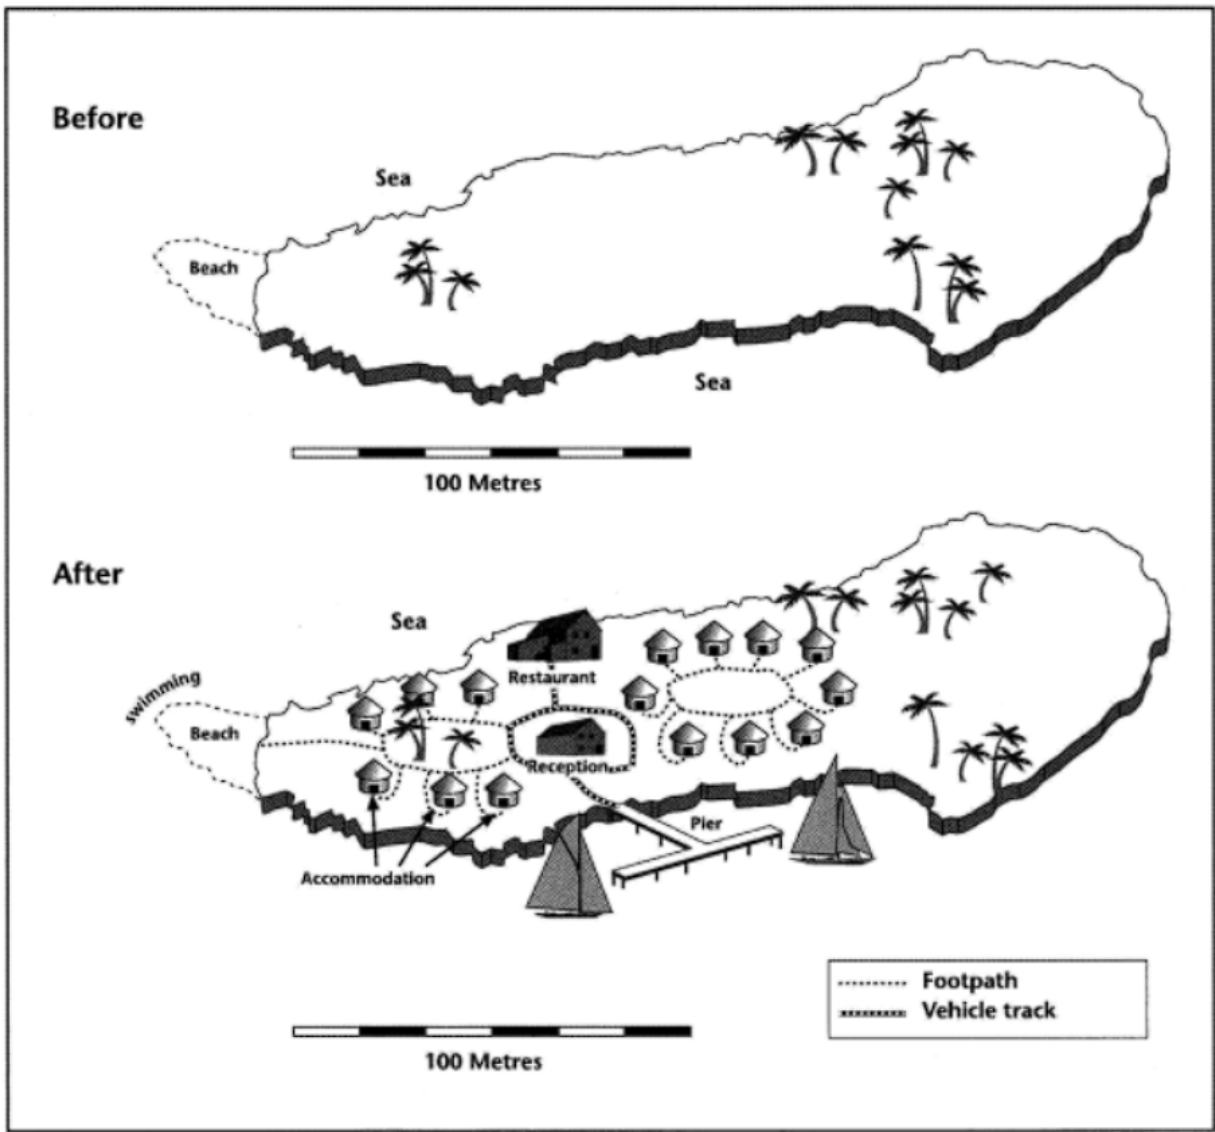 Before
Sea
Beach
Sea
100 Metres
After
Sea
swimming
Restaurant
Beach
Reception
Pier
Accommodation
Footpath
Vehicle track
100 Metres